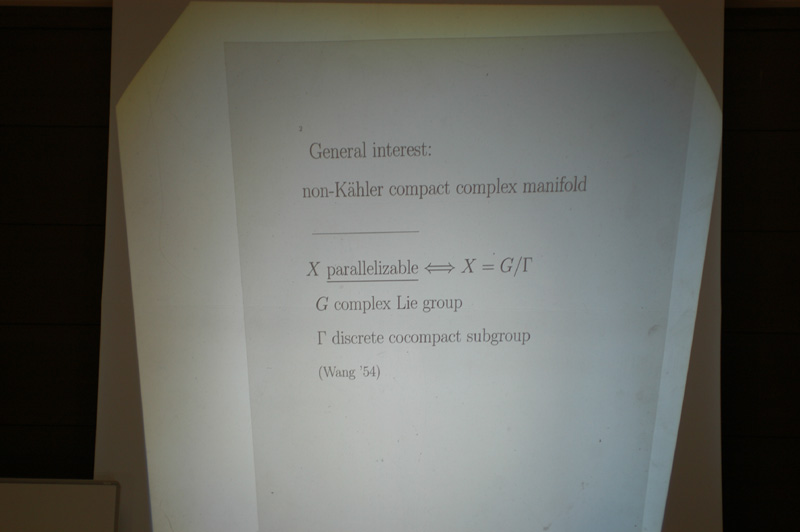 General interest:
non-Kähler compact complex manifold
X parallelizable ⟺ X = G/Γ
G complex Lie group
Γ discrete cocompact subgroup
(Wang '54)